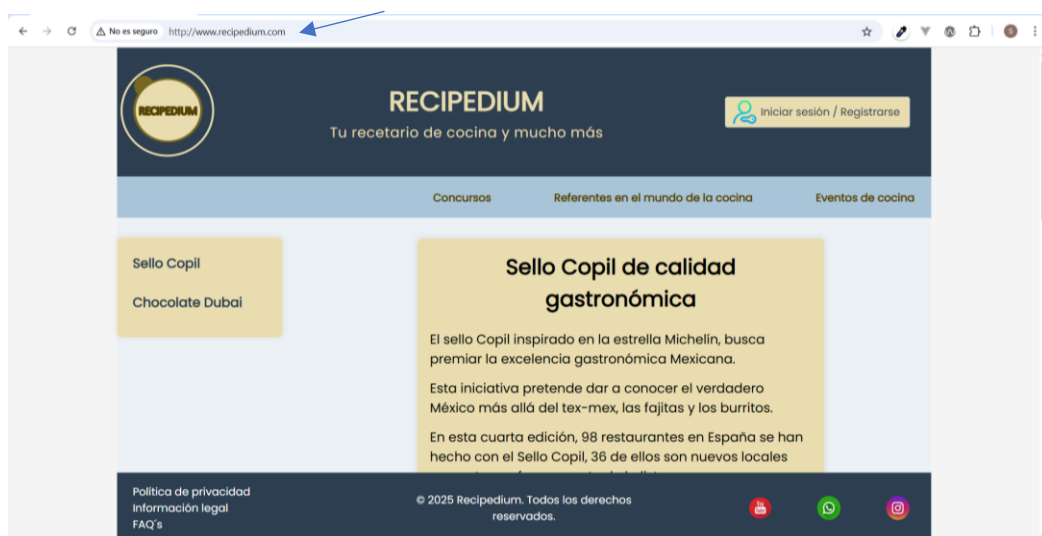 No es seguro http://www.recipedium.com
S
RECIPEDIUM
RECIPEDIUM
Tu recetario de cocina y mucho más
Iniciar sesión / Registrarse
Concursos Referentes en el mundo de la cocina Eventos de cocina
Sello Copil
Chocolate Dubai
Sello Copil de calidad
gastronómica
El sello Copil inspirado en la estrella Michelín, busca
premiar la excelencia gastronómica Mexicana.
Esta iniciativa pretende dar a conocer el verdadero
México más allá del tex-mex, las fajitas y los burritos.
En esta cuarta edición, 98 restaurantes en España se han
hecho con el Sello Copil, 36 de ellos son nuevos locales
Política de privacidad
Información legal
FAQ´s
© 2025 Recipedium. Todos los derechos
reservados.